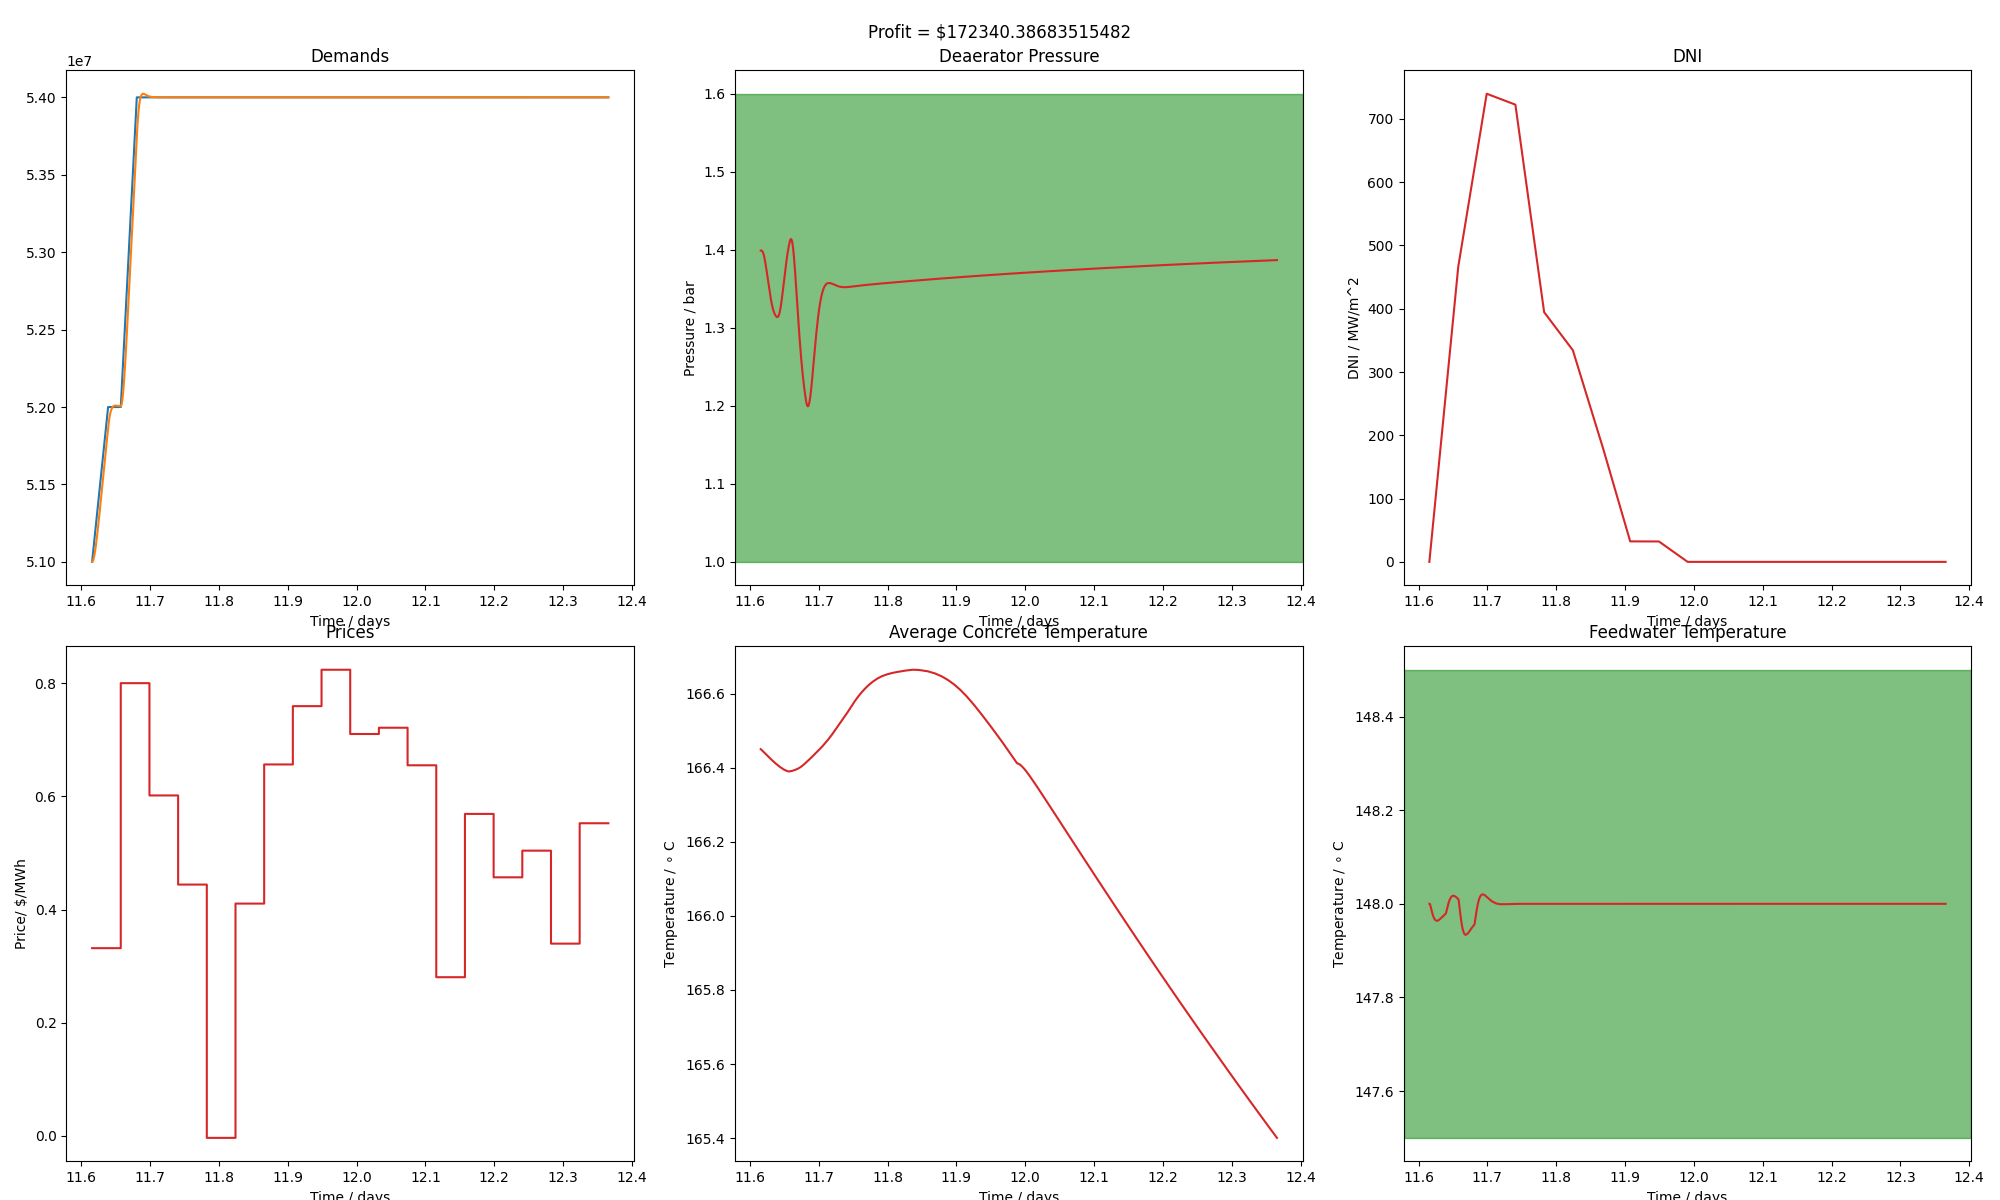 Profit = $172340.38683515482
Demands
1e7
5.40
5.35
5.30
5.25
5.20
5.15
5.10
11.6 11.7 11.8 11.9 12.0 12.1 12.2 12.3 12.4
Time / days
Deaerator Pressure
Pressure / bar
1.6
1.5
1.4
1.3
1.2
1.1
1.0
11.6 11.7 11.8 11.9 12.0 12.1 12.2 12.3 12.4
Time / days
DNI
DNI / MW/m^2
700
600
500
400
300
200
100
0
11.6 11.7 11.8 11.9 12.0 12.1 12.2 12.3 12.4
Time / days
Prices
Price/ $/MWh
0.8
0.6
0.4
0.2
0.0
11.6 11.7 11.8 11.9 12.0 12.1 12.2 12.3 12.4
Time / days
Average Concrete Temperature
Temperature / ∘ C
166.6
166.4
166.2
166.0
165.8
165.6
165.4
11.6 11.7 11.8 11.9 12.0 12.1 12.2 12.3 12.4
Time / days
Feedwater Temperature
Temperature / ∘ C
148.4
148.2
148.0
147.8
147.6
11.6 11.7 11.8 11.9 12.0 12.1 12.2 12.3 12.4
Time / days